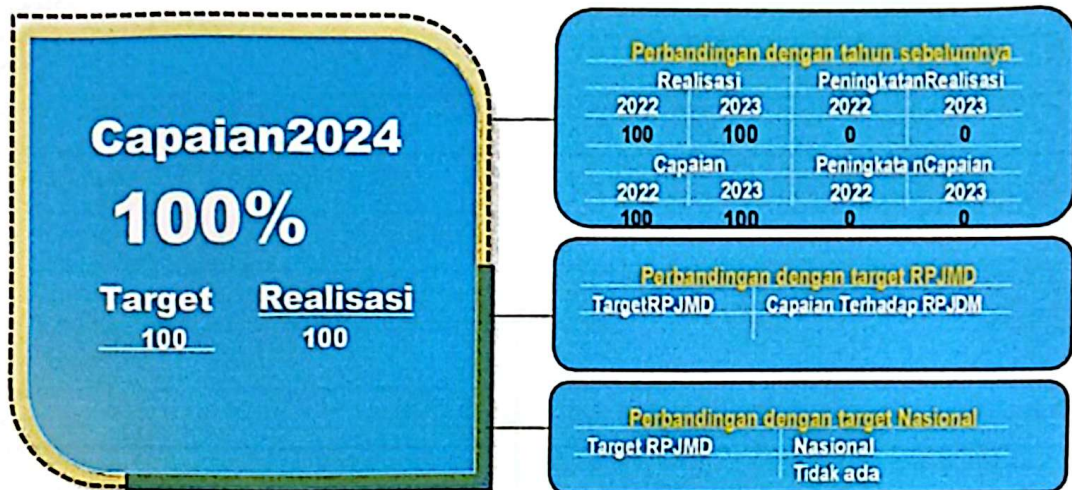 Capaian2024
100%
Target Realisasi
100 100
Perbandingan dengan tahun sebelumnya
Realisasi PeningkatanRealisasi
2022 2023 2022 2023
100 100 0 0
Capaian Peningkata nCapaian
2022 2023 2022 2023
100 100 0 0
Perbandingan dengan target RPJMD
TargetRPJMD Capaian Terhadap RPJDM
Perbandingan dengan target Nasional
Target RPJMD Nasional
Tidak ada